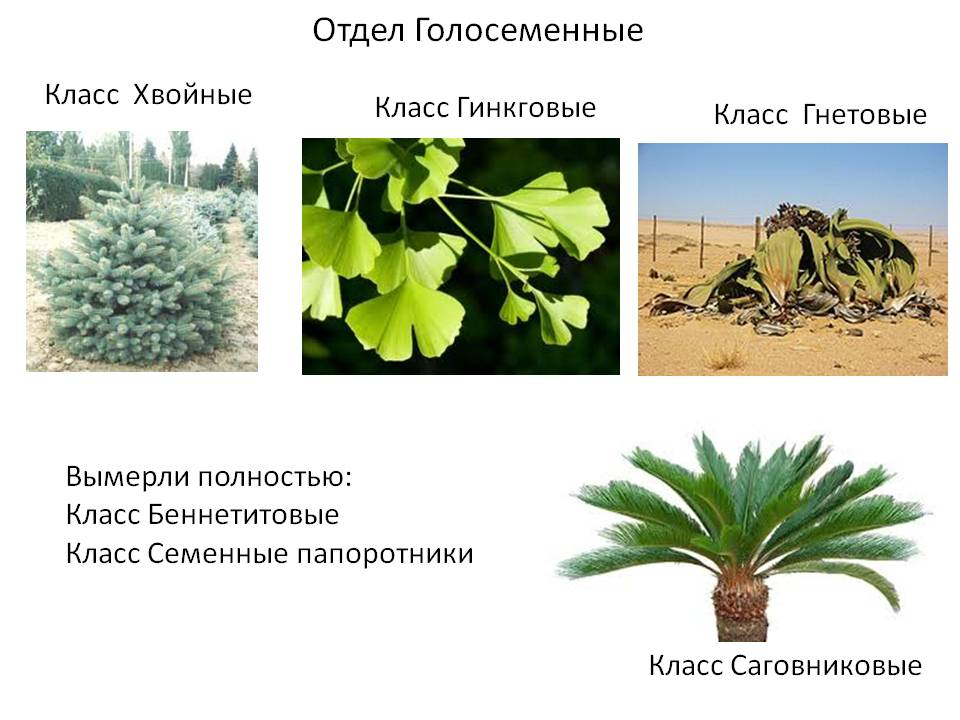 Отдел Голосеменные
Класс Хвойные
Класс Гинкговые
Класс Гнетовые
Вымерли полностью:
Класс Беннетитовые
Класс Семенные папоротники
Класс Саговниковые